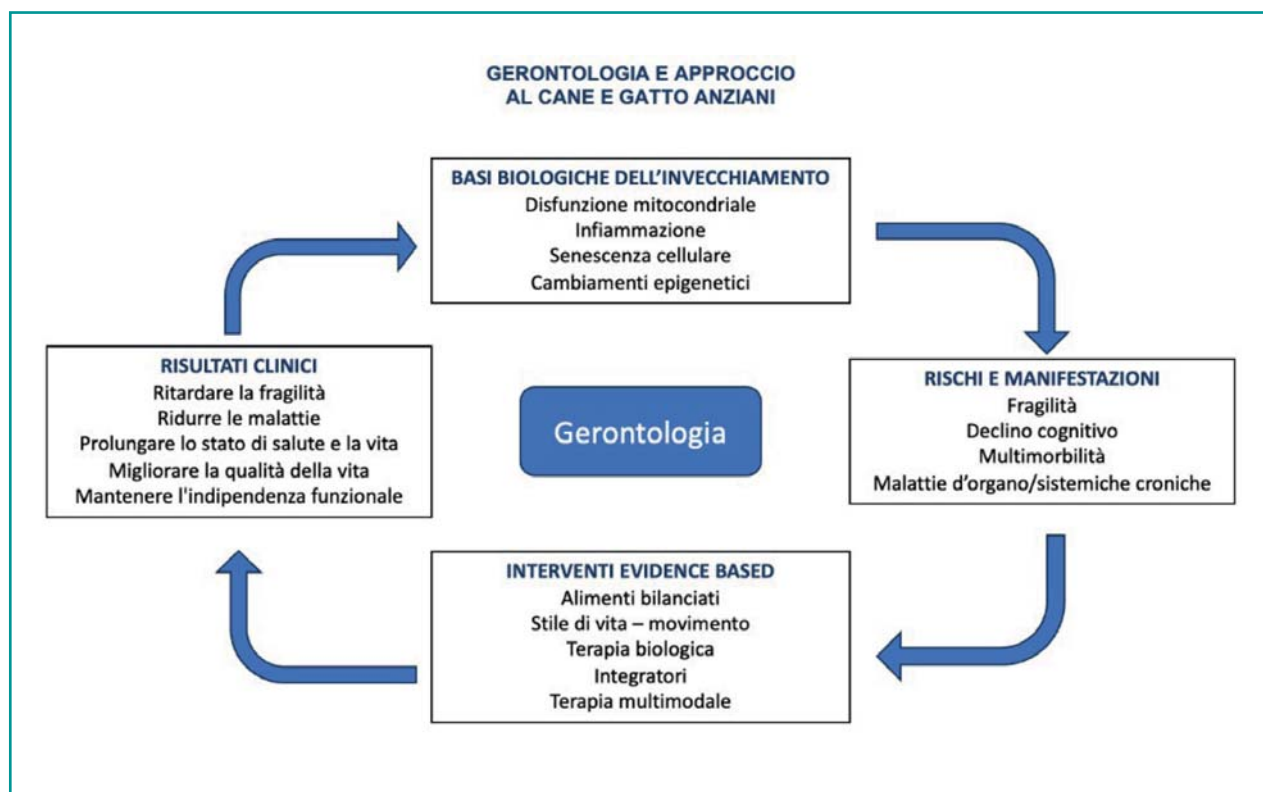 GERONTOLOGIA E APPROCCIO
AL CANE E GATTO ANZIANI
BASI BIOLOGICHE DELL’INVECCHIAMENTO
Disfunzione mitocondriale
Infiammazione
Senescenza cellulare
Cambiamenti epigenetici
RISCHI E MANIFESTAZIONI
Fragilità
Declino cognitivo
Multimorbilità
Malattie d’organo/sistemiche croniche
INTERVENTI EVIDENCE BASED
Alimenti bilanciati
Stile di vita – movimento
Terapia biologica
Integratori
Terapia multimodale
RISULTATI CLINICI
Ritardare la fragilità
Ridurre le malattie
Prolungare lo stato di salute e la vita
Migliorare la qualità della vita
Mantenere l'indipendenza funzionale
Gerontologia